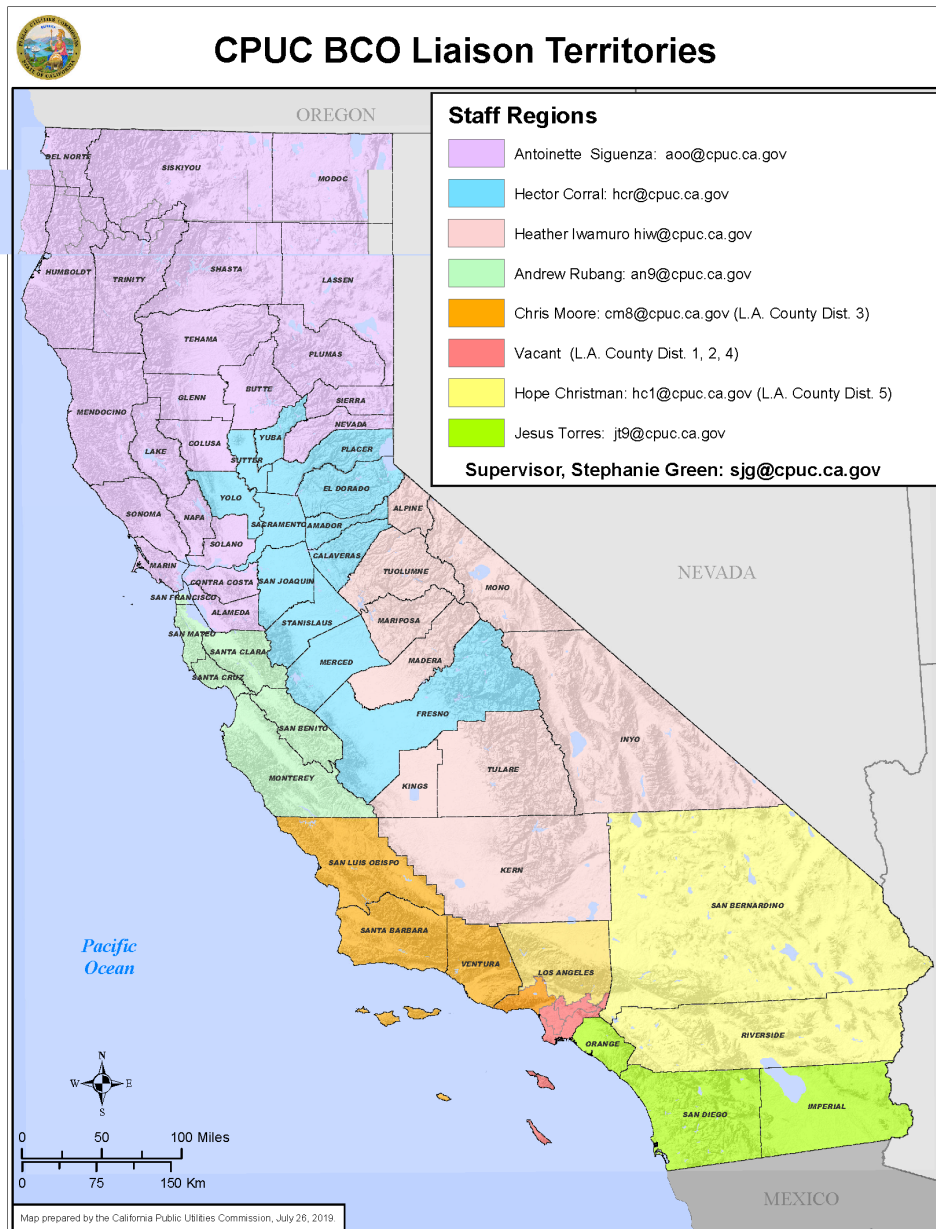 CPUC BCO Liaison Territories
OREGON
Staff Regions
Antoinette Siguenza: aoo@cpuc.ca.gov
Hector Corral: hcr@cpuc.ca.gov
Heather Iwamuro hiw@cpuc.ca.gov
Andrew Rubang: an9@cpuc.ca.gov
Chris Moore: cm8@cpuc.ca.gov (L.A. County Dist. 3)
Vacant (L.A. County Dist. 1, 2, 4)
Hope Christman: hc1@cpuc.ca.gov (L.A. County Dist. 5)
Jesus Torres: jt9@cpuc.ca.gov
Supervisor, Stephanie Green: sjg@cpuc.ca.gov
DEL NORTE
SISKIYOU
MODOC
HUMBOLDT
TRINITY
SHASTA
LASSEN
TEHAMA
PLUMAS
BUTTE
GLENN
SIERRA
MENDOCINO
NEVADA
YUBA
COLUSA
LAKE
SUTTER
PLACER
YOLO
EL DORADO
SONOMA
NAPA
SACRAMENTO
AMADOR
ALPINE
SOLANO
CALAVERAS
MARIN
TUOLUMNE
NEVADA
CONTRA COSTA
SAN JOAQUIN
MONO
SAN FRANCISCO
ALAMEDA
STANISLAUS
MARIPOSA
SAN MATEO
SANTA CLARA
MERCED
MADERA
SANTA CRUZ
FRESNO
SAN BENITO
INYO
MONTEREY
TULARE
KINGS
SAN LUIS OBISPO
KERN
SAN BERNARDINO
SANTA BARBARA
Pacific
Ocean
VENTURA
LOS ANGELES
RIVERSIDE
ORANGE
N
W
E
S
SAN DIEGO
IMPERIAL
0 50 100 Miles
0 75 150 Km
MEXICO
Map prepared by the California Public Utilities Commission, July 26, 2019.